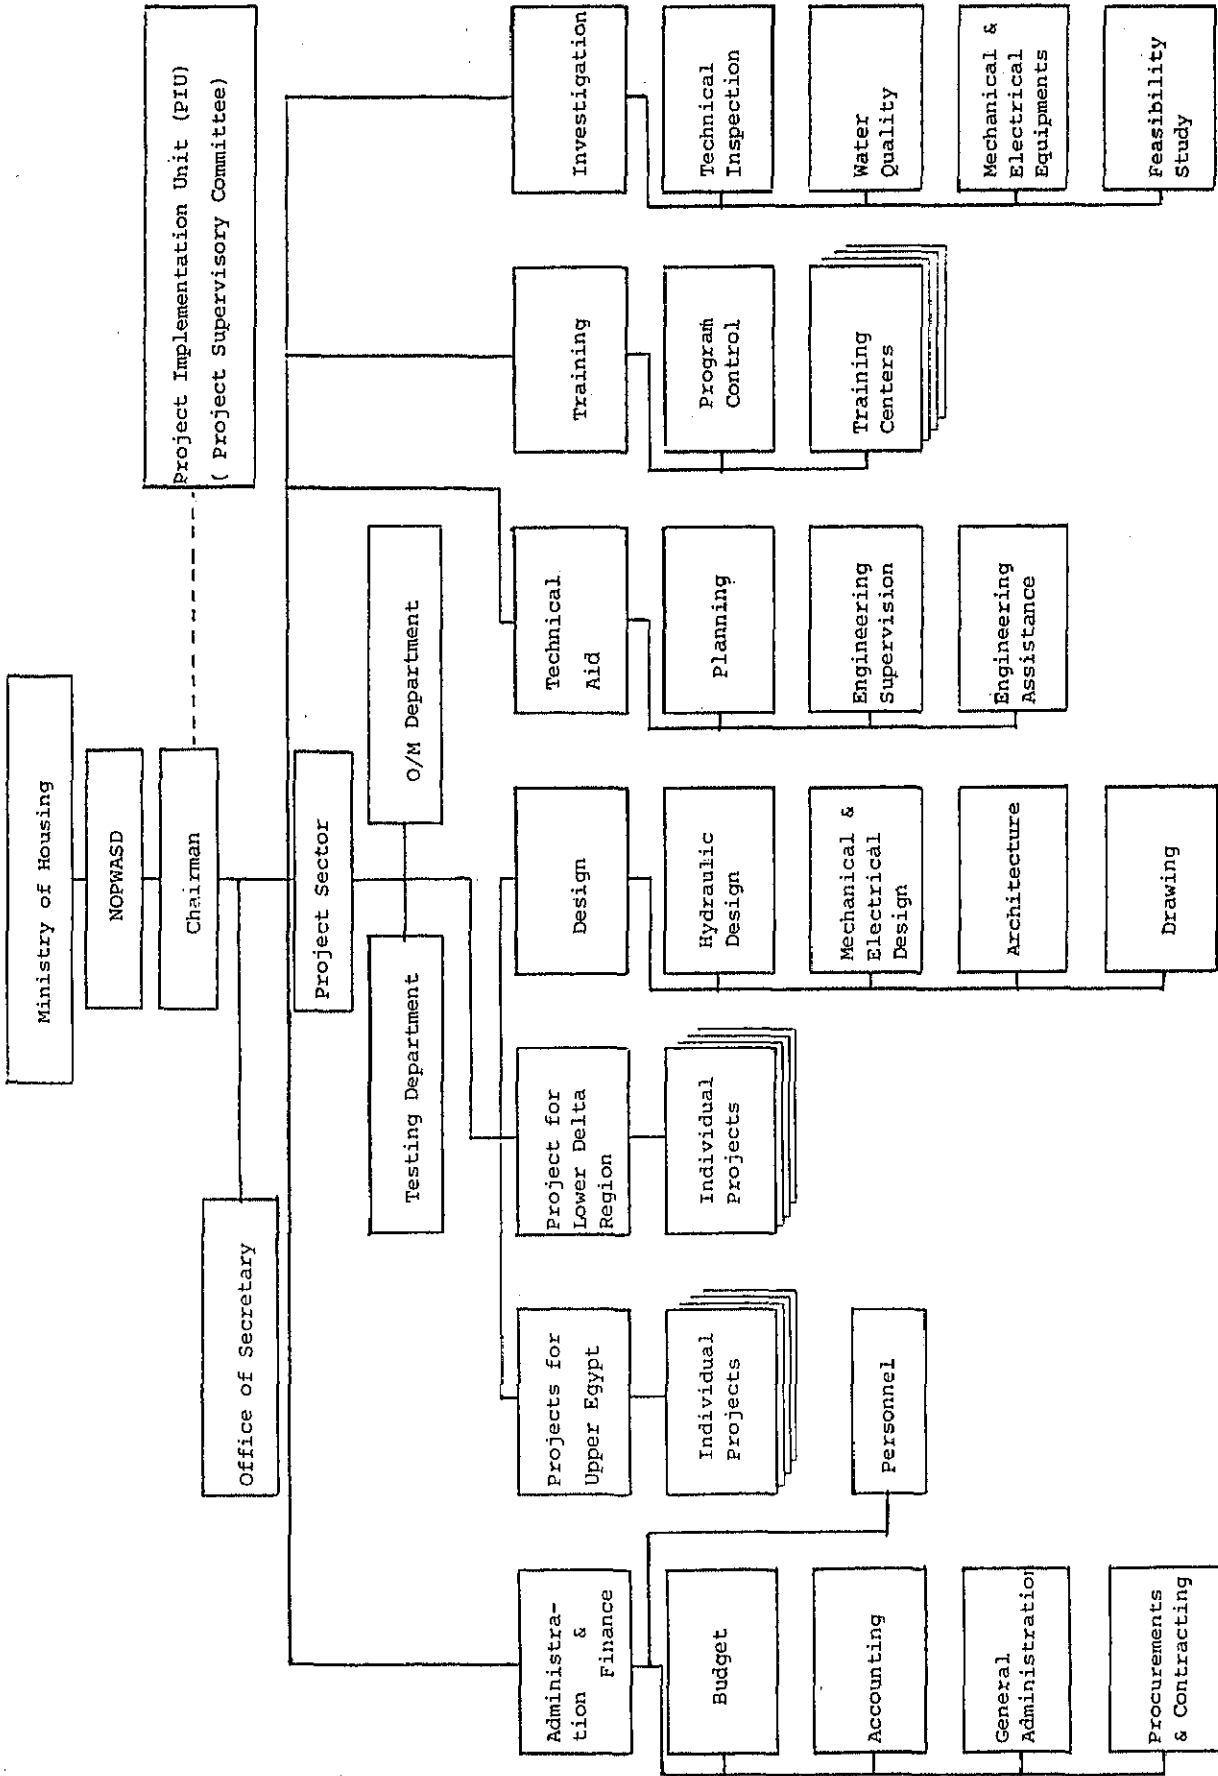 Ministry of Housing
NOPWASD
Chairman
Project Implementation Unit (PIU)
( Project Supervisory Committee)
Office of Secretary
Project Sector
Testing Department
O/M Department
Administra-
tion &
Finance
Projects for
Upper Egypt
Project for
Lower Delta
Region
Design
Technical
Aid
Training
Investigation
Budget
Individual
Projects
Individual
Projects
Hydraulic
Design
Planning
Program
Control
Technical
Inspection
Accounting
Personnel
Mechanical &
Electrical
Design
Engineering
Supervision
Training
Centers
Water
Quality
General
Administration
Architecture
Engineering
Assistance
Mechanical &
Electrical
Equipments
Procurements
& Contracting
Drawing
Feasibility
Study